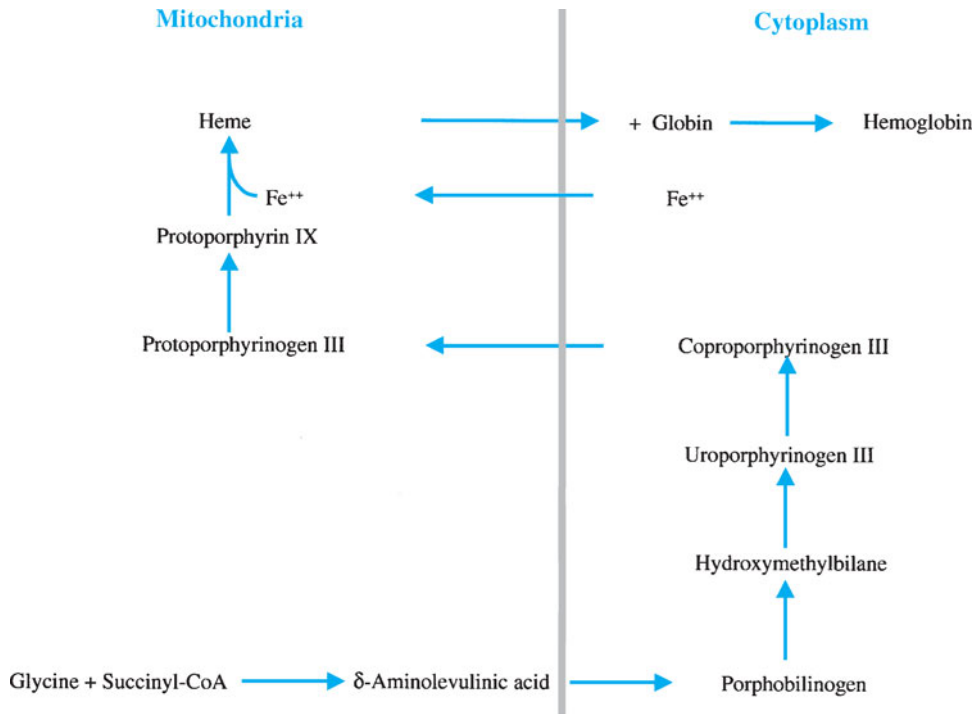 Mitochondria
Cytoplasm
Heme
+ Globin
Hemoglobin
Fe⁺⁺
Fe⁺⁺
Protoporphyrin IX
Protoporphyrinogen III
Coproporphyrinogen III
Uroporphyrinogen III
Hydroxymethylbilane
Glycine + Succinyl-CoA
δ-Aminolevulinic acid
Porphobilinogen